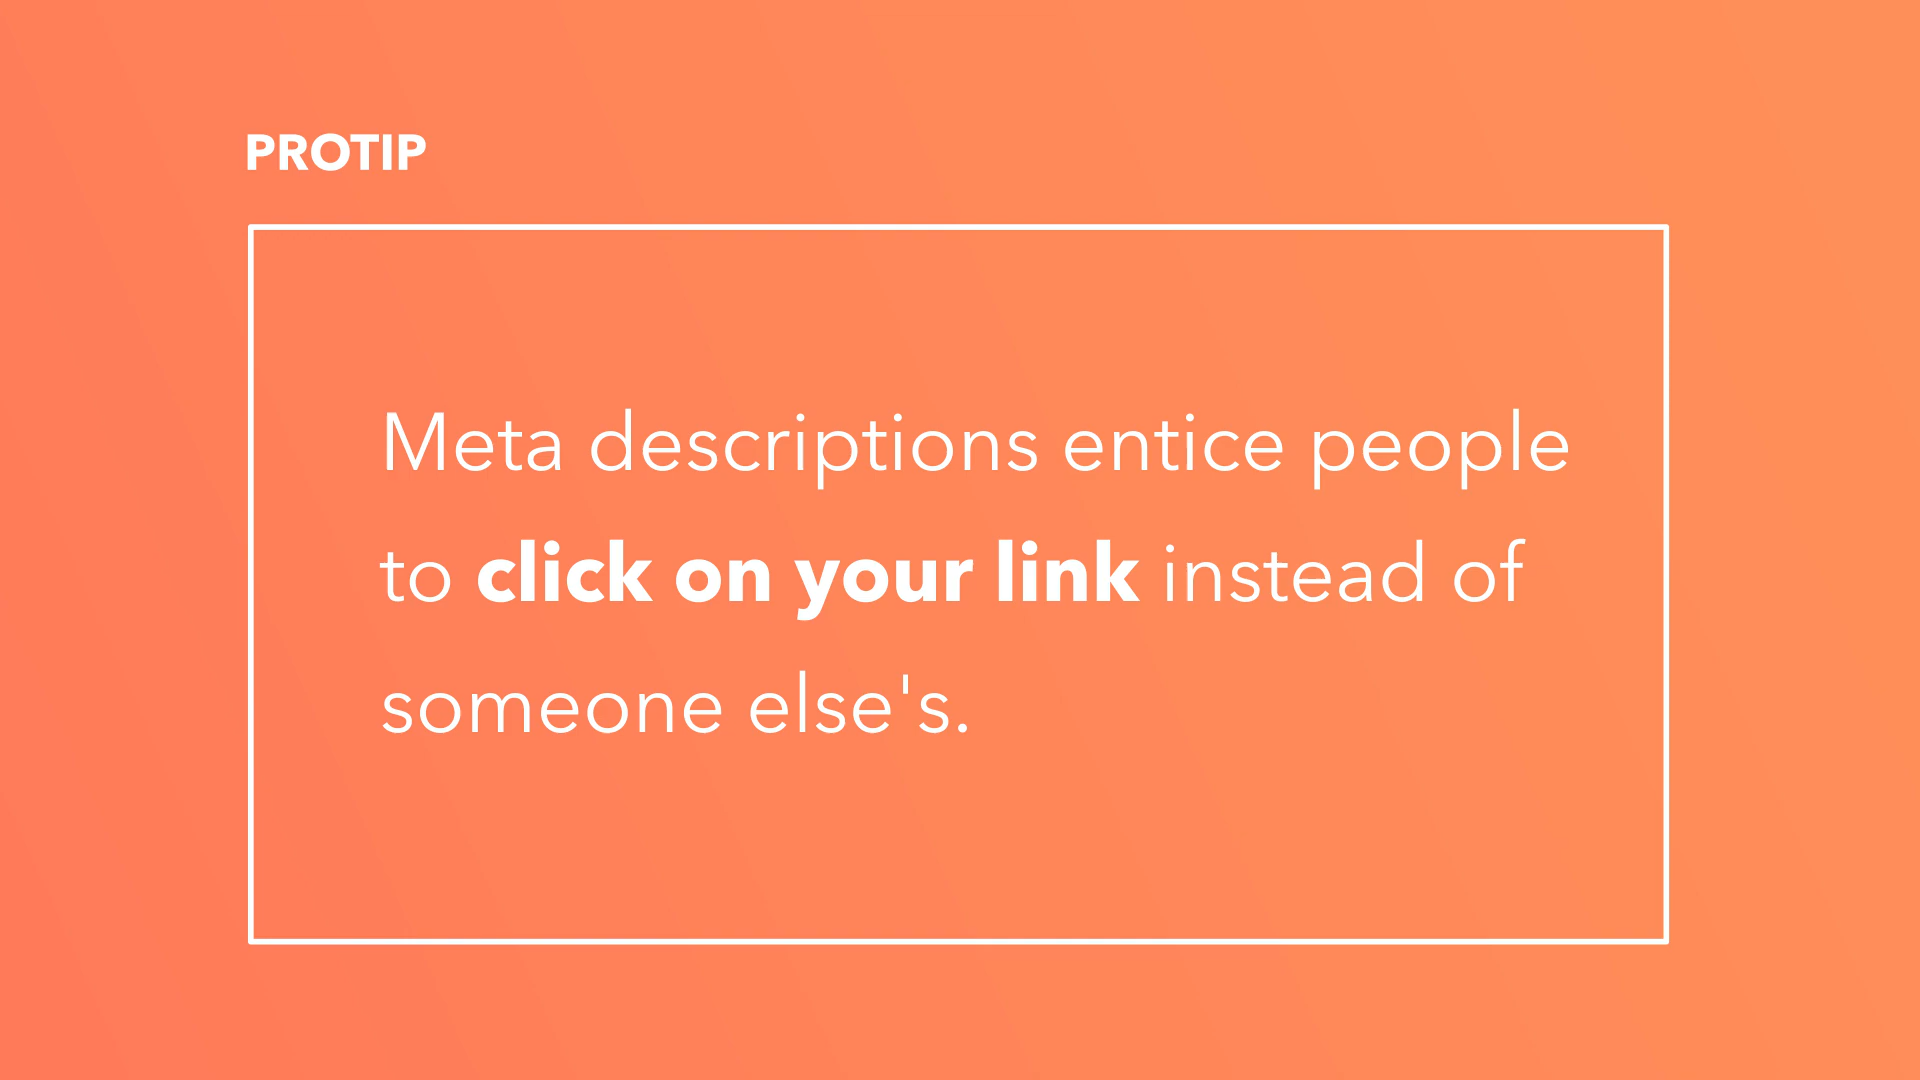 PROTIP
Meta descriptions entice people
to click on your link instead of
someone else's.